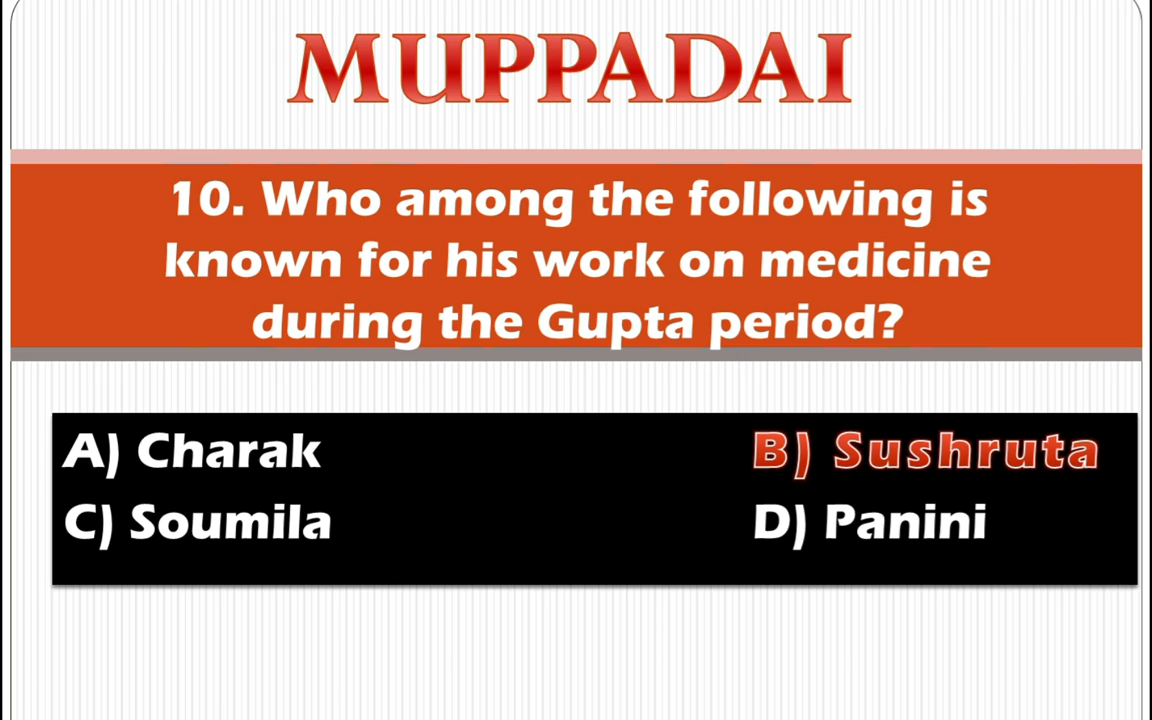 MUPPADAI
10. Who among the following is
known for his work on medicine
during the Gupta period?
A) Charak B) Sushruta
C) Soumila D) Panini